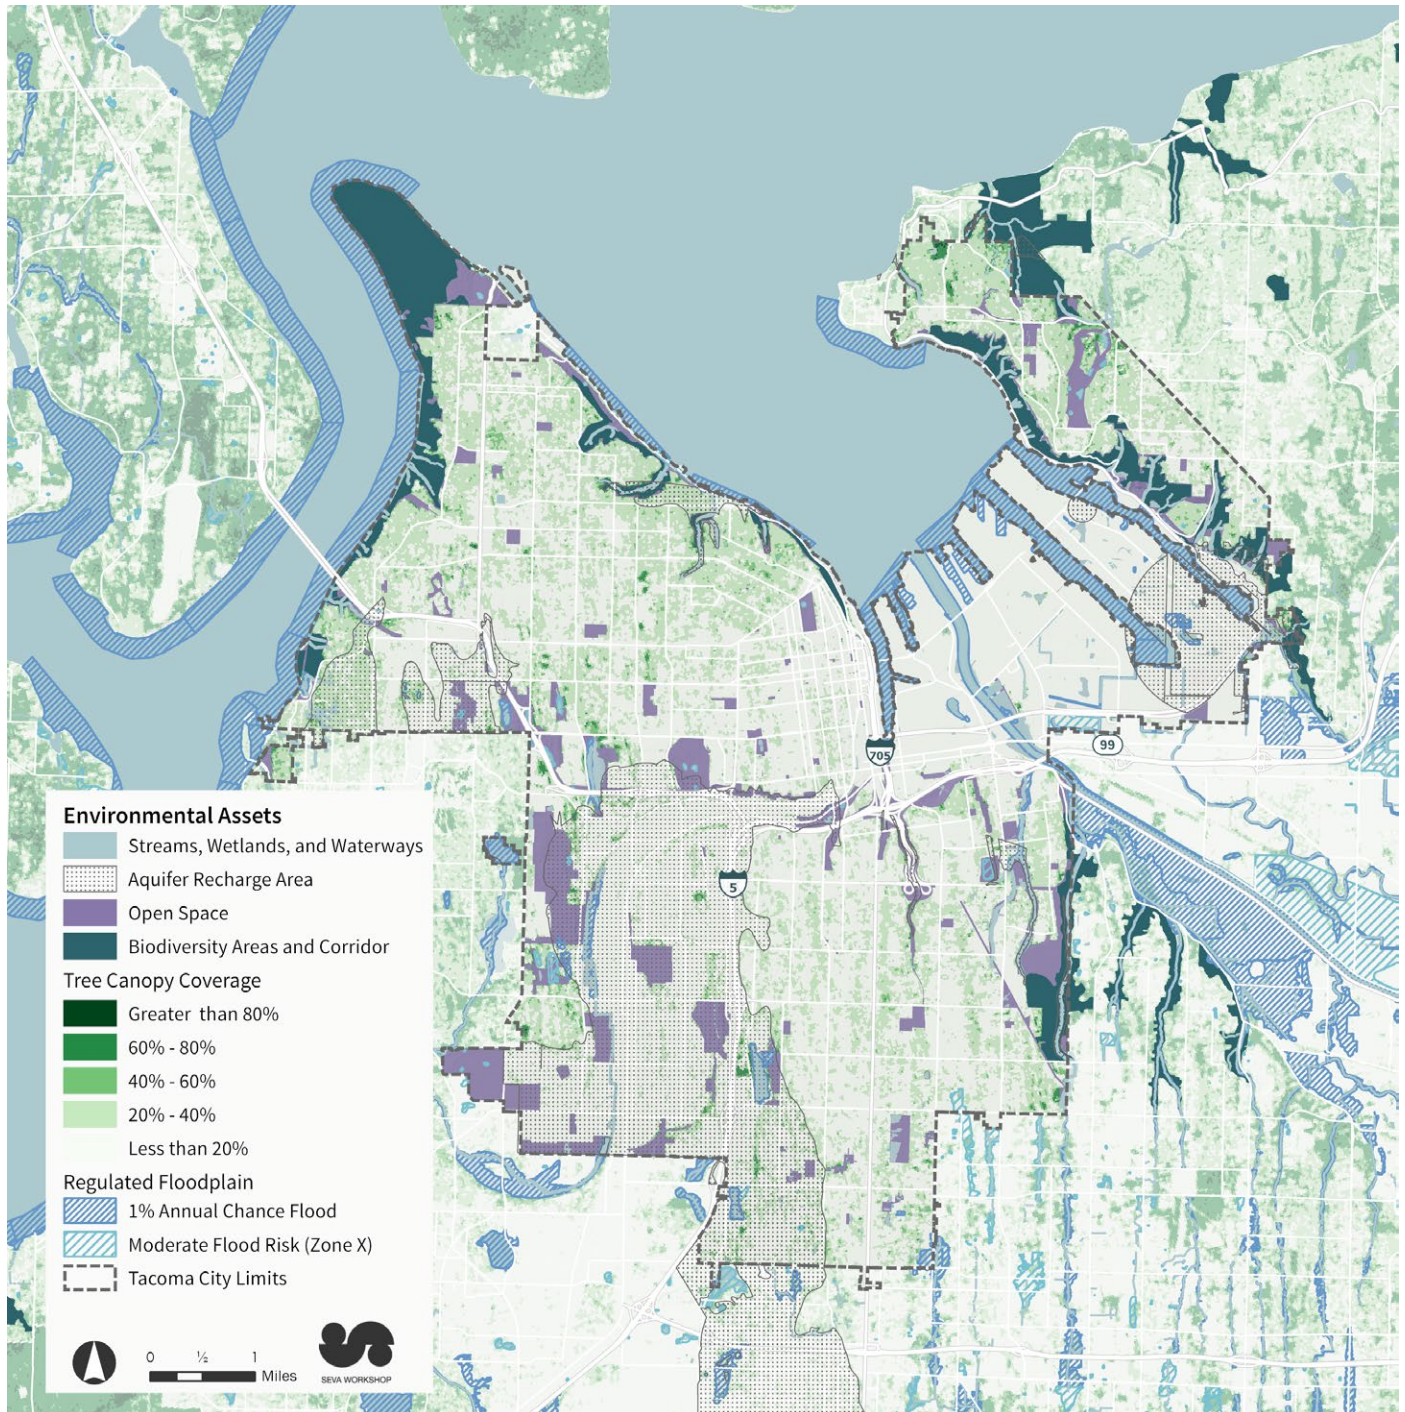 99
705
5
Environmental Assets
Streams, Wetlands, and Waterways
Aquifer Recharge Area
Open Space
Biodiversity Areas and Corridor
Tree Canopy Coverage
Greater than 80%
60% - 80%
40% - 60%
20% - 40%
Less than 20%
Regulated Floodplain
1% Annual Chance Flood
Moderate Flood Risk (Zone X)
Tacoma City Limits
0 ½ 1
Miles
SEVA WORKSHOP